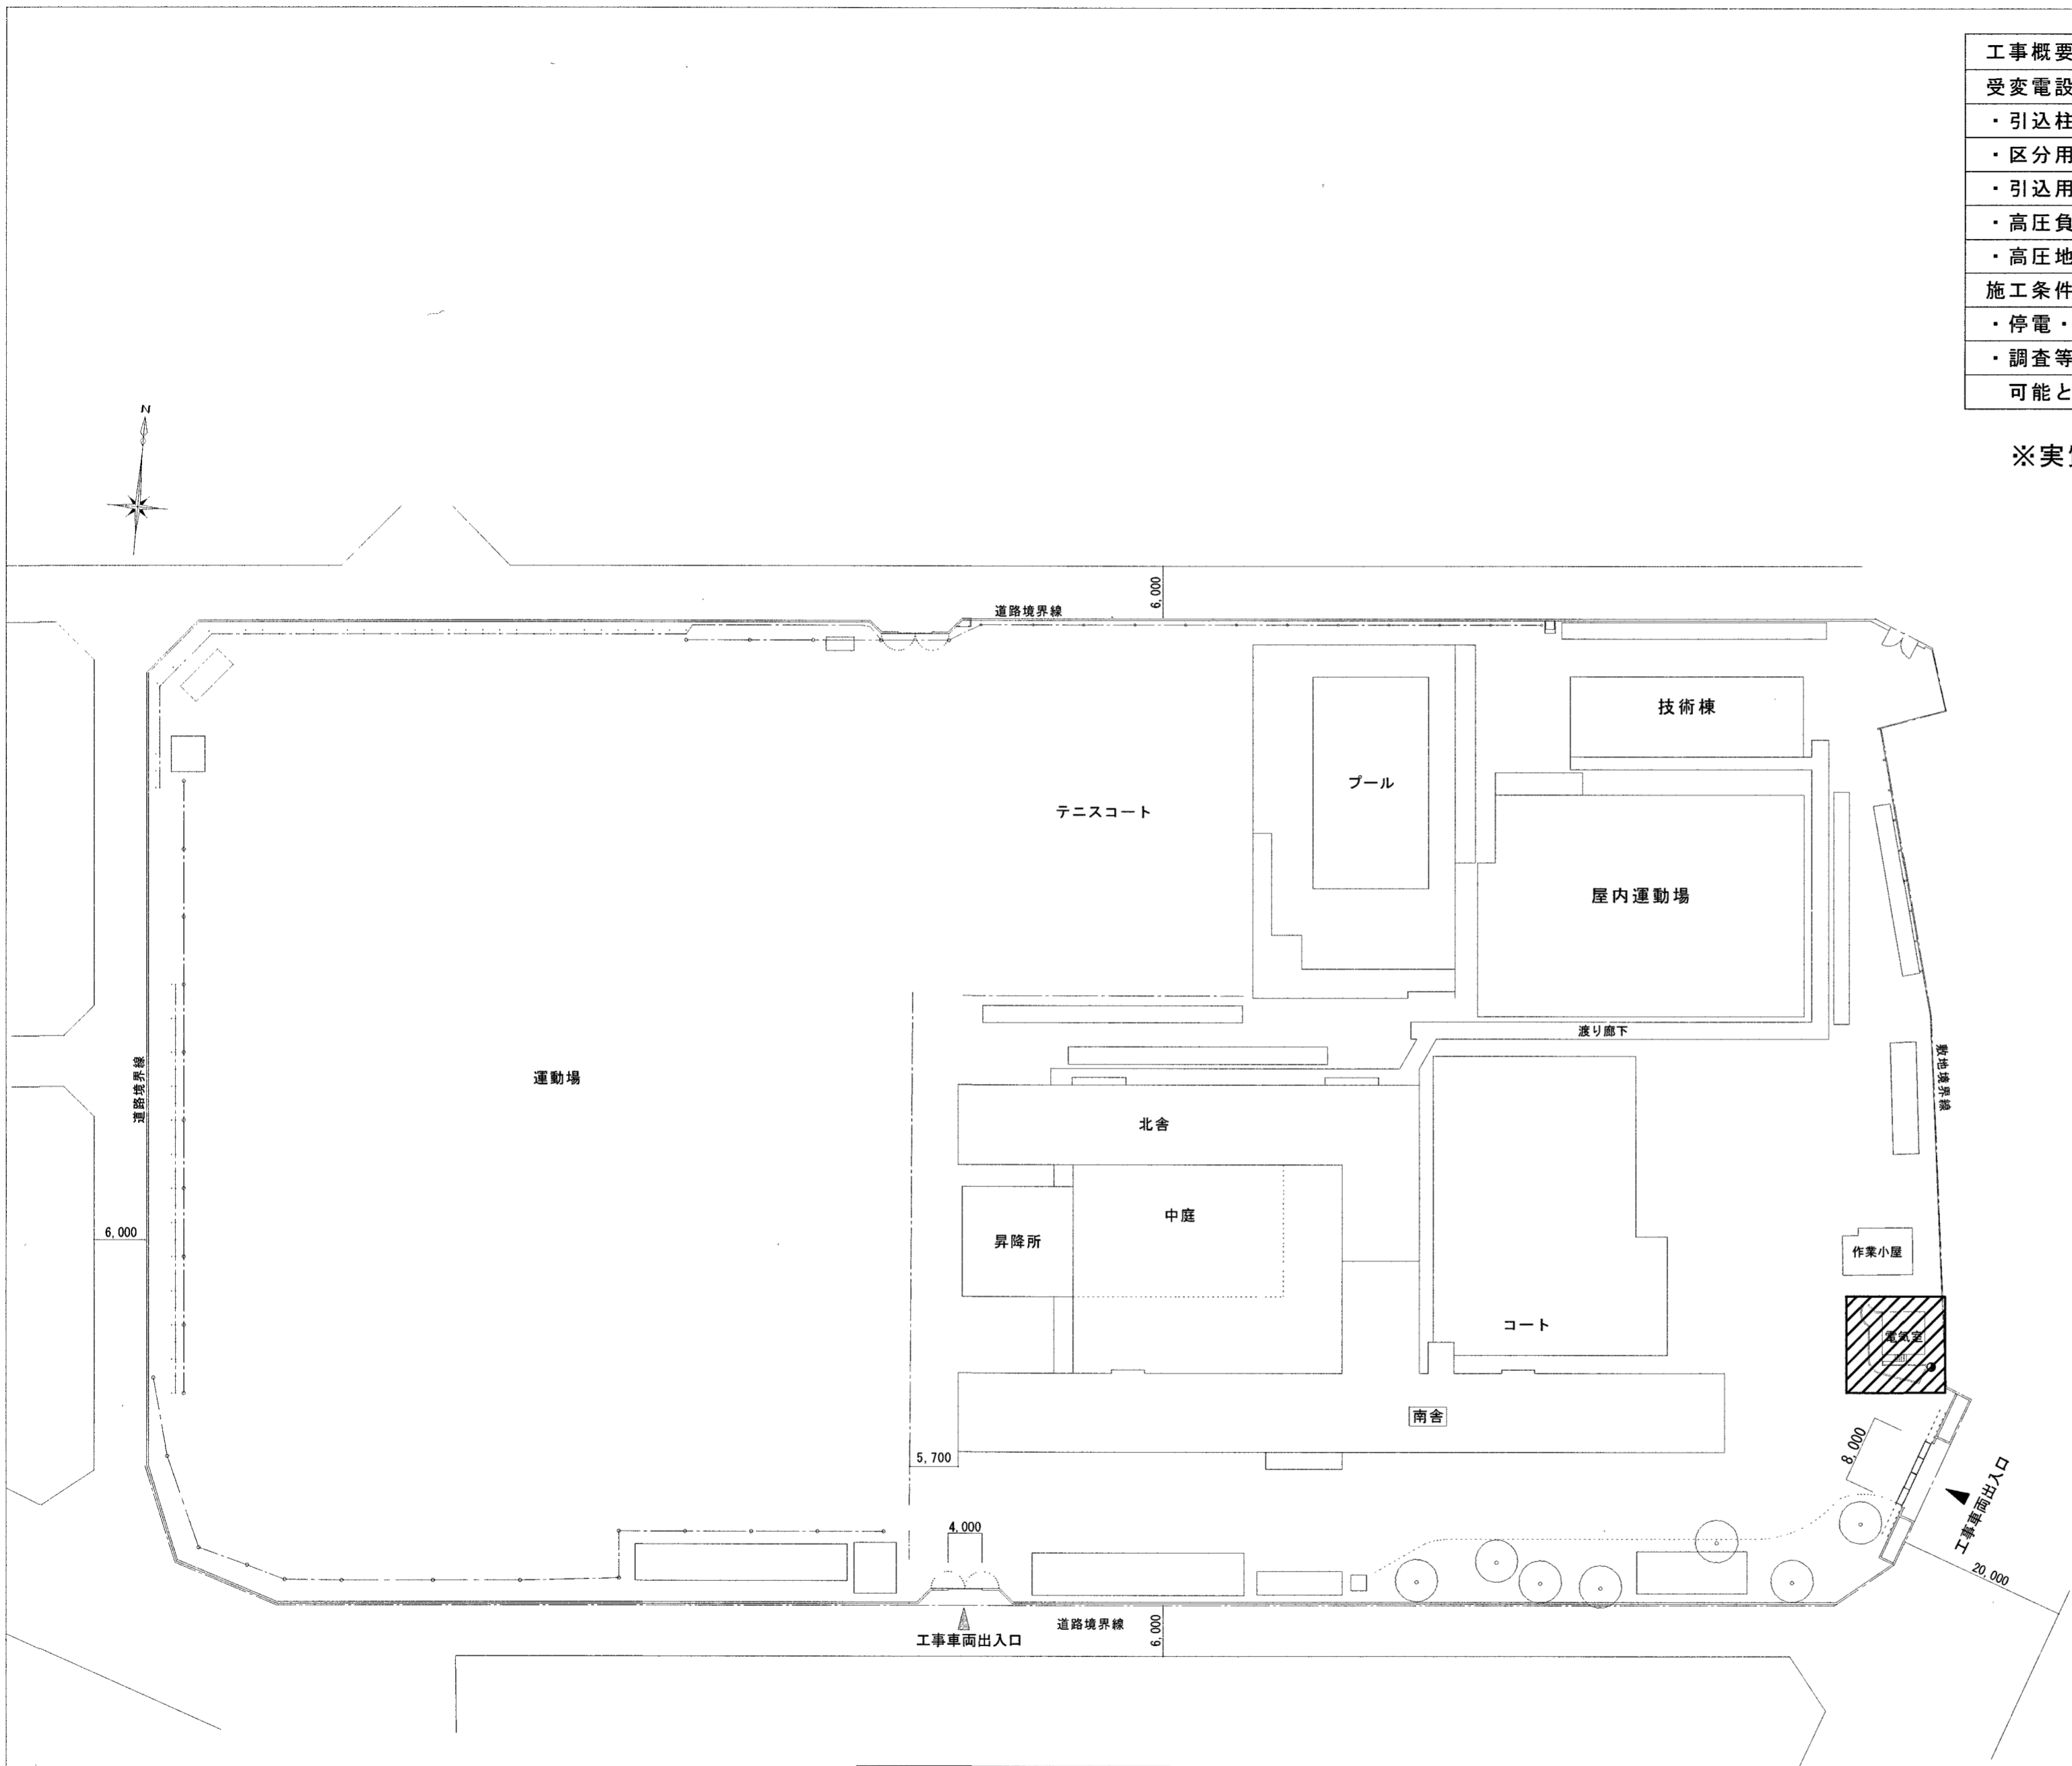 工事概要
受変電設
・引込柱
・区分用
・引込用
・高圧負
・高圧地
施工条件
・停電・
・調査等
可能と
※実
N
6,000
道路境界線
技術棟
プール
テニスコート
屋内運動場
渡り廊下
敷地境界線
道路境界線
運動場
北舎
中庭
6,000
昇降所
作業小屋
コート
電気室
南舎
8,000
5,700
工事車両出入口
4,000
20,000
道路境界線
6,000
工事車両出入口